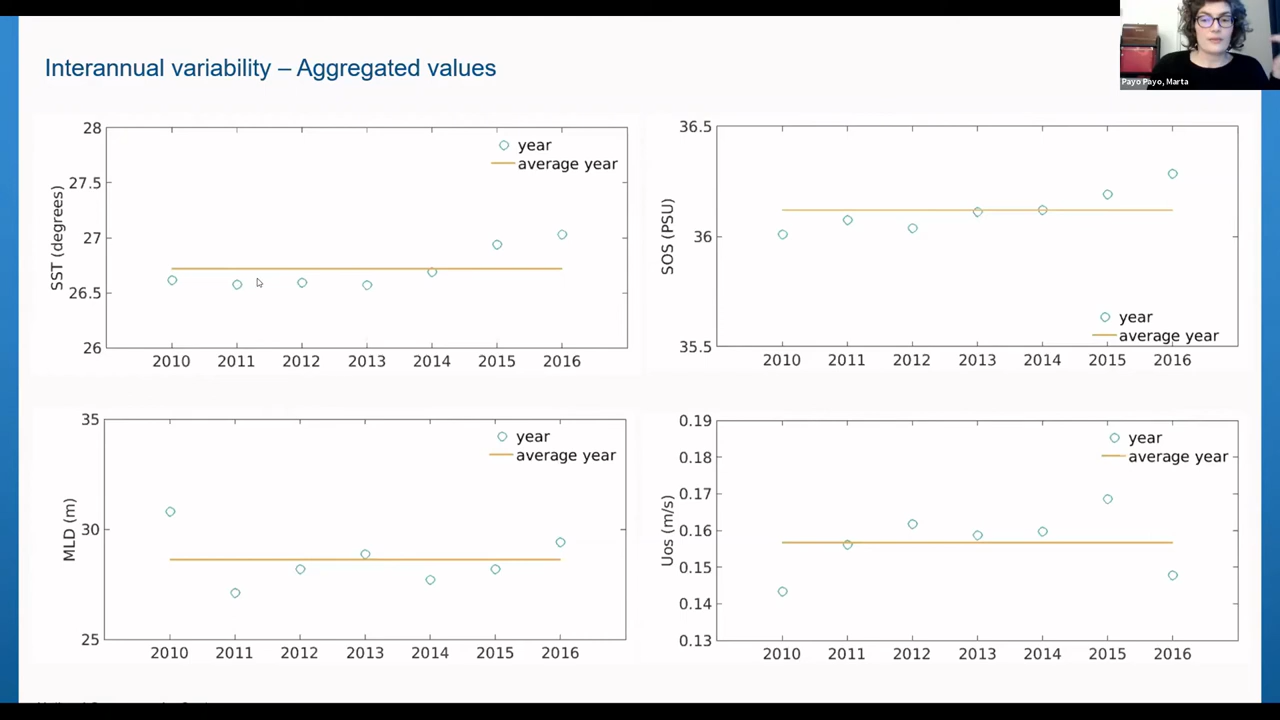 Payo Payo, Marta
Interannual variability – Aggregated values
28
27.5
27
26.5
26
SST (degrees)
year
average year
2010 2011 2012 2013 2014 2015 2016
36.5
36
35.5
SOS (PSU)
year
average year
2010 2011 2012 2013 2014 2015 2016
35
30
25
MLD (m)
year
average year
2010 2011 2012 2013 2014 2015 2016
0.19
0.18
0.17
0.16
0.15
0.14
0.13
Uos (m/s)
year
average year
2010 2011 2012 2013 2014 2015 2016